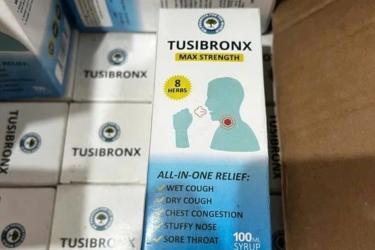 TUSIBRONX
MAX STRENGTH
8
HERBS
ALL-IN-ONE RELIEF:
WET COUGH
DRY COUGH
CHEST CONGESTION
STUFFY NOSE
SORE THROAT
100ML
SYRUP
RELIEF:
TUSIBRONX
TUSIBRONX
TUSIBRONX